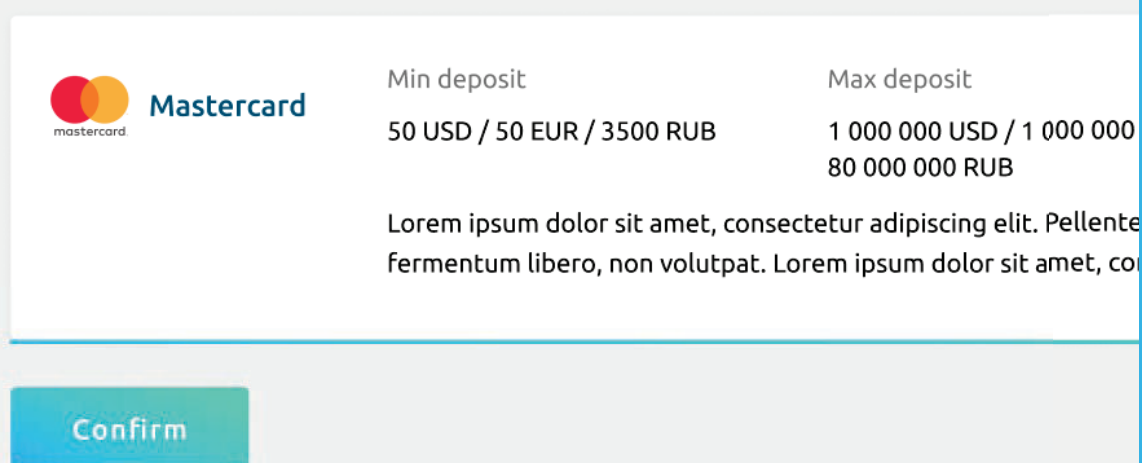 Min deposit
Max deposit
mastercard.
Mastercard
50 USD / 50 EUR / 3500 RUB
1 000 000 USD / 1 000 000
80 000 000 RUB
Lorem ipsum dolor sit amet, consectetur adipiscing elit.
fermentum libero, non volutpat. Lorem ipsum dolor sit amet,
Confirm